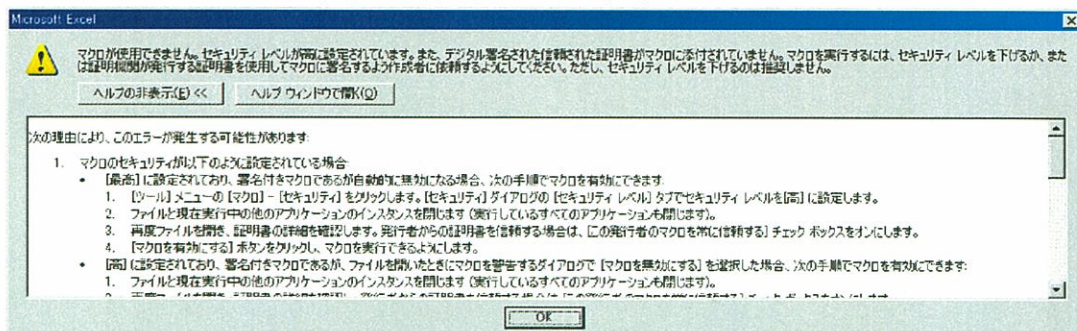 Microsoft Excel
マクロが使用できません。セキュリティ レベルが高に設定されています。また、デジタル署名された信頼された証明書がマクロに添付されていません。マクロを実行するには、セキュリティ レベルを下げるか、また
は証明機関が発行する証明書を使用してマクロに署名するよう作成者に依頼するようにしてください。ただし、セキュリティ レベルを下げるのは推奨しません。
ヘルプの非表示(E) << ヘルプ ウィンドウで開く(O)
次の理由により、このエラーが発生する可能性があります:
1. マクロのセキュリティが以下のように設定されている場合
• [最高] に設定されており、署名付きマクロであるが自動的に無効になる場合、次の手順でマクロを有効にできます.
1. [ツール] メニューの [マクロ] - [セキュリティ] をクリックします。[セキュリティ] ダイアログの [セキュリティ レベル] タブでセキュリティ レベルを[高] に設定します。
2. ファイルと現在実行中の他のアプリケーションのインスタンスを閉じます (実行しているすべてのアプリケーションも閉じます)。
3. 再度ファイルを開き、証明書の詳細を確認します。発行者からの証明書を信頼する場合は、[この発行者のマクロを常に信頼する] チェック ボックスをオンにします。
4. [マクロを有効にする] ボタンをクリックし、マクロを実行できるようにします。
• [高] に設定されており、署名付きマクロであるが、ファイルを開いたときにマクロを警告するダイアログで [マクロを無効にする] を選択した場合、次の手順でマクロを有効にできます:
1. ファイルと現在実行中の他のアプリケーションのインスタンスを閉じます (実行しているすべてのアプリケーションも閉じます)。
OK